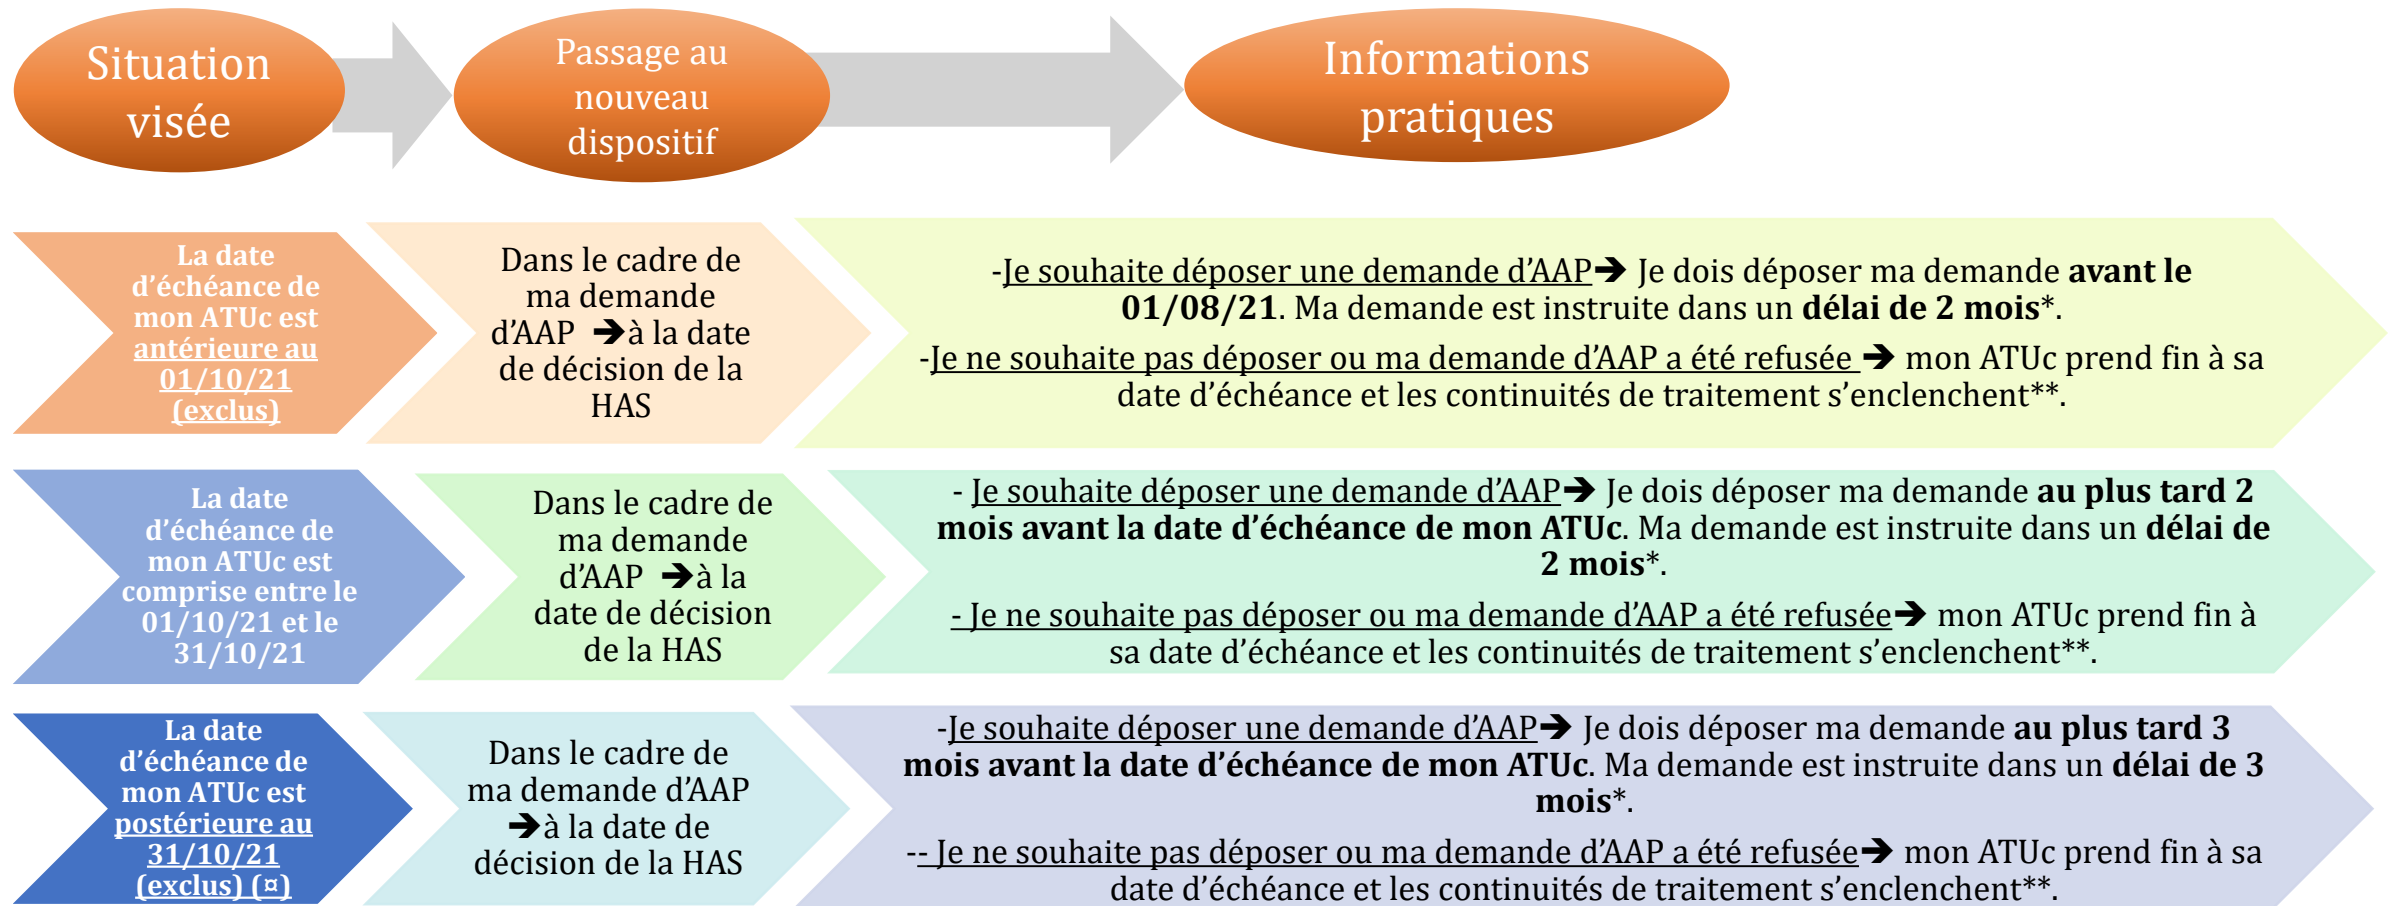 Situation
visée
Passage au
nouveau
dispositif
Informations
pratiques
La date
d'échéance de
mon ATUc est
antérieure au
01/10/21
(exclus)
Dans le cadre de
ma demande
d'AAP ➔à la date
de décision de la
HAS
-Je souhaite déposer une demande d'AAP➔ Je dois déposer ma demande avant le
01/08/21. Ma demande est instruite dans un délai de 2 mois*.
-Je ne souhaite pas déposer ou ma demande d'AAP a été refusée ➔ mon ATUc prend fin à sa
date d'échéance et les continuités de traitement s'enclenchent**.
La date
d'échéance de
mon ATUc est
comprise entre le
01/10/21 et le
31/10/21
Dans le cadre de
ma demande
d'AAP ➔à la
date de décision
de la HAS
- Je souhaite déposer une demande d'AAP➔ Je dois déposer ma demande au plus tard 2
mois avant la date d'échéance de mon ATUc. Ma demande est instruite dans un délai de
2 mois*.
- Je ne souhaite pas déposer ou ma demande d'AAP a été refusée➔ mon ATUc prend fin à
sa date d'échéance et les continuités de traitement s'enclenchent**.
La date
d'échéance de
mon ATUc est
postérieure au
31/10/21
(exclus) (¤)
Dans le cadre de
ma demande d'AAP
➔à la date de
décision de la HAS
-Je souhaite déposer une demande d'AAP➔ Je dois déposer ma demande au plus tard 3
mois avant la date d'échéance de mon ATUc. Ma demande est instruite dans un délai de 3
mois*.
-- Je ne souhaite pas déposer ou ma demande d'AAP a été refusée➔ mon ATUc prend fin à sa
date d'échéance et les continuités de traitement s'enclenchent**.